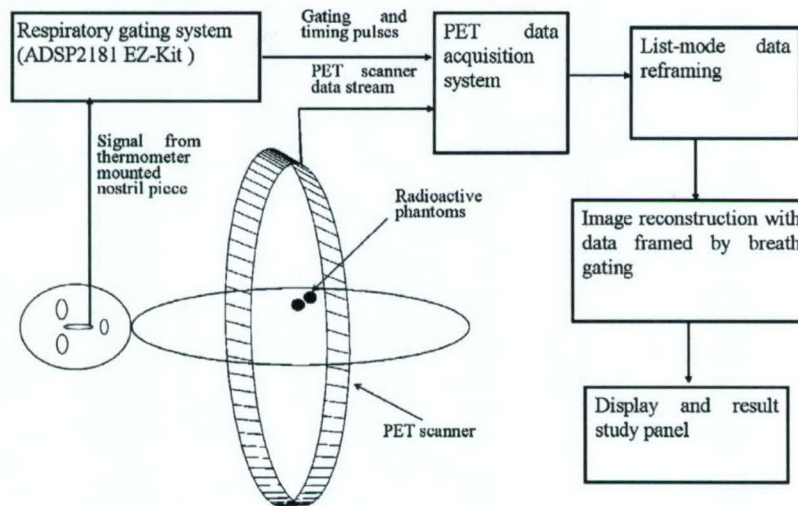 Respiratory gating system
(ADSP2181 EZ-Kit )
Gating and
timing pulses
PET scanner
data stream
PET data
acquisition
system
List-mode data
reframing
Signal from
thermometer
mounted
nostril piece
Radioactive
phantoms
Image reconstruction with
data framed by breath
gating
PET scanner
Display and result
study panel